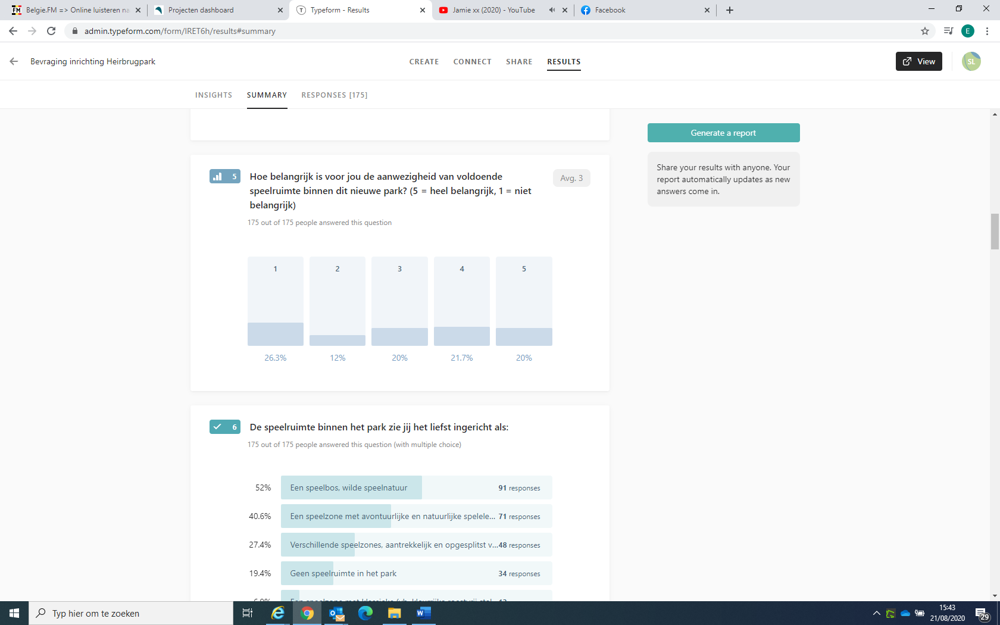 FM Belgie.FM => Online luisteren na
Projecten dashboard
T Typeform - Results
Jamie xx (2020) - YouTube
Facebook
admin.typeform.com/form/IRET6h/results#summary
E
Bevraging inrichting Heirbrugpark
CREATE CONNECT SHARE RESULTS
View
SL
INSIGHTS SUMMARY RESPONSES [175]
Generate a report
Share your results with anyone. Your
report automatically updates as new
answers come in.
5 Hoe belangrijk is voor jou de aanwezigheid van voldoende
speelruimte binnen dit nieuwe park? (5 = heel belangrijk, 1 = niet
belangrijk)
Avg. 3
175 out of 175 people answered this question
1 2 3 4 5
26.3% 12% 20% 21.7% 20%
6 De speelruimte binnen het park zie jij het liefst ingericht als:
175 out of 175 people answered this question (with multiple choice)
52% Een speelbos, wilde speelnatuur 91 responses
40.6% Een speelzone met avontuurlijke en natuurlijke spelele... 71 responses
27.4% Verschillende speelzones, aantrekkelijk en opgesplitst v... 48 responses
19.4% Geen speelruimte in het park 34 responses
Typ hier om te zoeken
15:43
21/08/2020
29